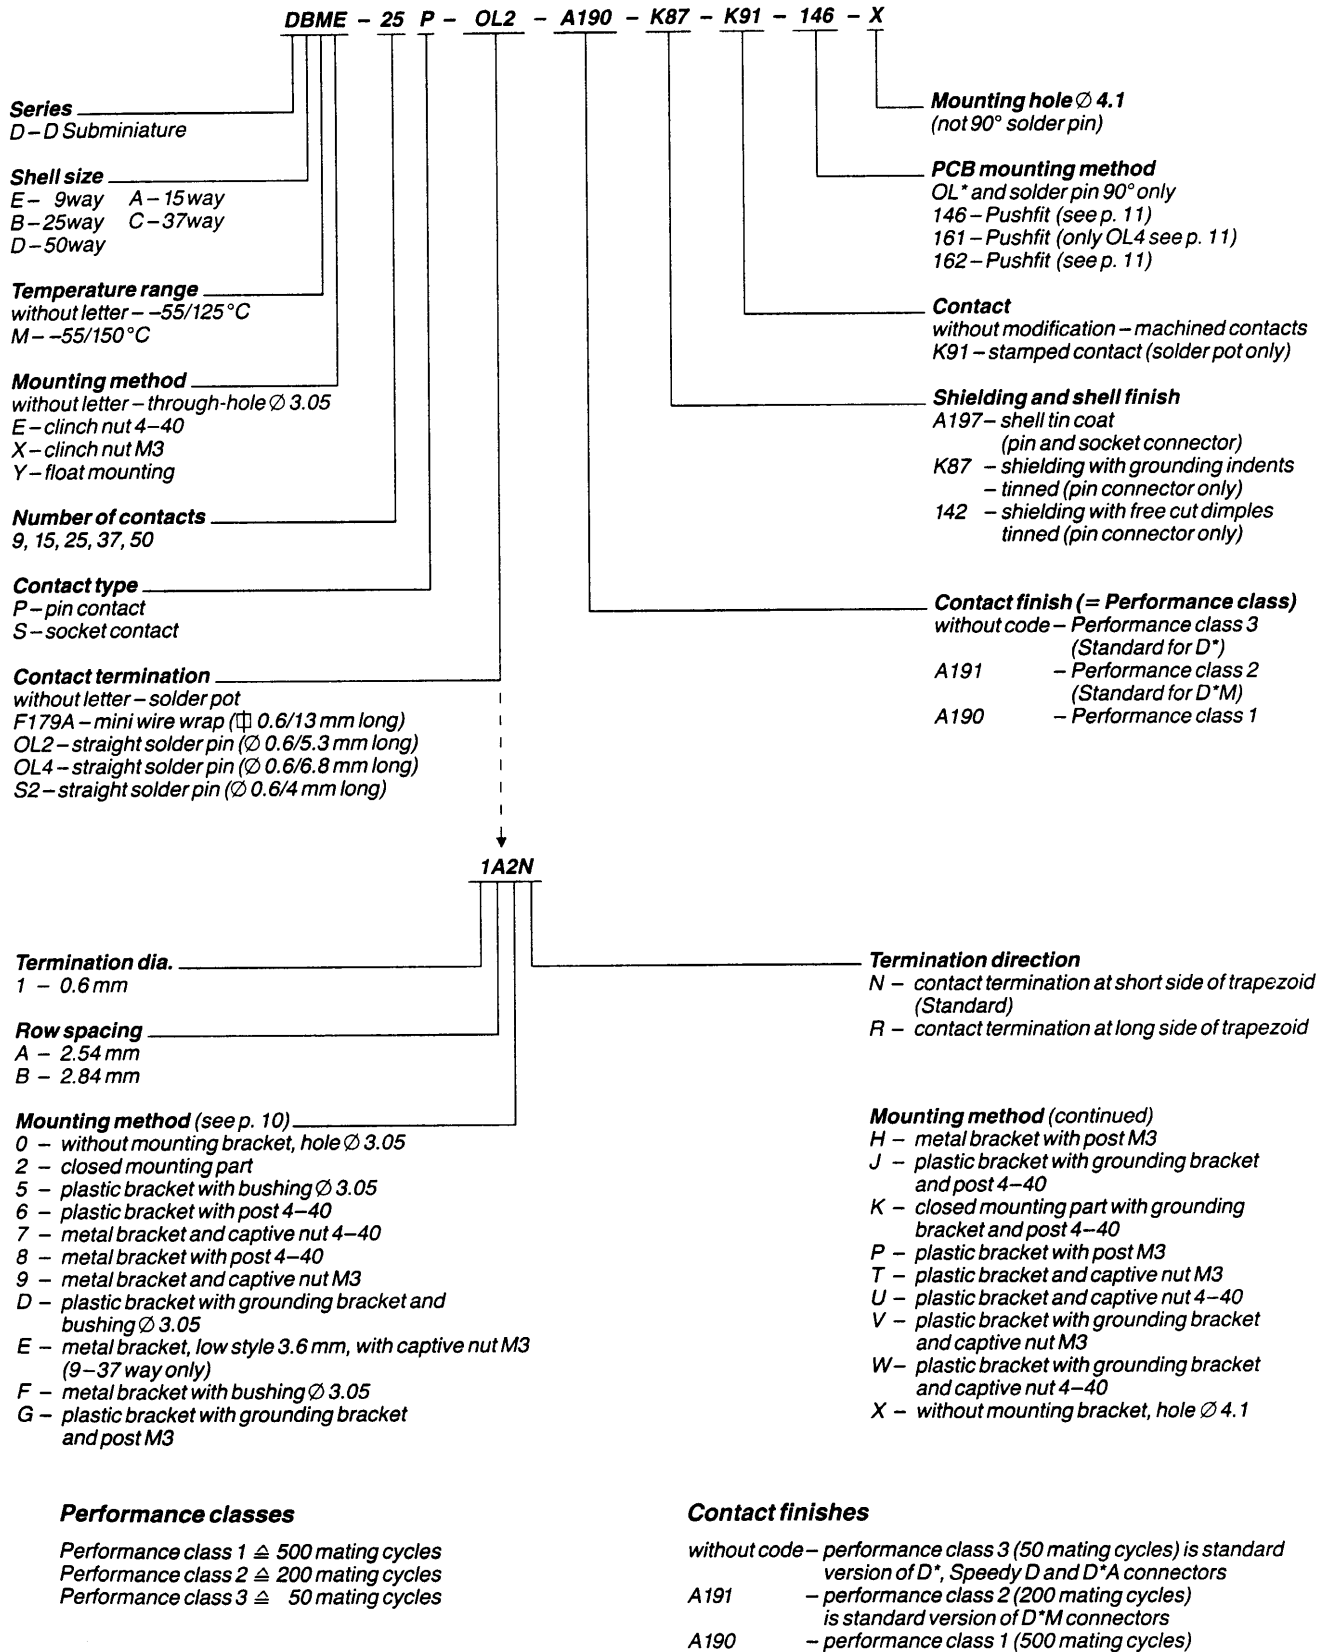 DBME – 25 P – OL2 – A190 – K87 – K91 – 146 – X
Series
D – D Subminiature
Shell size
E – 9way A – 15way
B – 25way C – 37way
D – 50way
Temperature range
without letter – –55/125°C
M – –55/150°C
Mounting method
without letter – through-hole ∅ 3.05
E – clinch nut 4–40
X – clinch nut M3
Y – float mounting
Number of contacts
9, 15, 25, 37, 50
Contact type
P – pin contact
S – socket contact
Contact termination
without letter – solder pot
F179A – mini wire wrap (⌷ 0.6/13 mm long)
OL2 – straight solder pin (∅ 0.6/5.3 mm long)
OL4 – straight solder pin (∅ 0.6/6.8 mm long)
S2 – straight solder pin (∅ 0.6/4 mm long)
Mounting hole ∅ 4.1
(not 90° solder pin)
PCB mounting method
OL* and solder pin 90° only
146 – Pushfit (see p. 11)
161 – Pushfit (only OL4 see p. 11)
162 – Pushfit (see p. 11)
Contact
without modification – machined contacts
K91 – stamped contact (solder pot only)
Shielding and shell finish
A197 – shell tin coat
(pin and socket connector)
K87 – shielding with grounding indents
– tinned (pin connector only)
142 – shielding with free cut dimples
tinned (pin connector only)
Contact finish (= Performance class)
without code – Performance class 3
(Standard for D*)
A191 – Performance class 2
(Standard for D*M)
A190 – Performance class 1
1A2N
Termination dia.
1 – 0.6 mm
Row spacing
A – 2.54 mm
B – 2.84 mm
Mounting method (see p. 10)
0 – without mounting bracket, hole ∅ 3.05
2 – closed mounting part
5 – plastic bracket with bushing ∅ 3.05
6 – plastic bracket with post 4–40
7 – metal bracket and captive nut 4–40
8 – metal bracket with post 4–40
9 – metal bracket and captive nut M3
D – plastic bracket with grounding bracket and
bushing ∅ 3.05
E – metal bracket, low style 3.6 mm, with captive nut M3
(9–37 way only)
F – metal bracket with bushing ∅ 3.05
G – plastic bracket with grounding bracket
and post M3
Termination direction
N – contact termination at short side of trapezoid
(Standard)
R – contact termination at long side of trapezoid
Mounting method (continued)
H – metal bracket with post M3
J – plastic bracket with grounding bracket
and post 4–40
K – closed mounting part with grounding
bracket and post 4–40
P – plastic bracket with post M3
T – plastic bracket and captive nut M3
U – plastic bracket and captive nut 4–40
V – plastic bracket with grounding bracket
and captive nut M3
W – plastic bracket with grounding bracket
and captive nut 4–40
X – without mounting bracket, hole ∅ 4.1
Performance classes
Performance class 1 ≙ 500 mating cycles
Performance class 2 ≙ 200 mating cycles
Performance class 3 ≙ 50 mating cycles
Contact finishes
without code – performance class 3 (50 mating cycles) is standard
version of D*, Speedy D and D*A connectors
A191 – performance class 2 (200 mating cycles)
is standard version of D*M connectors
A190 – performance class 1 (500 mating cycles)